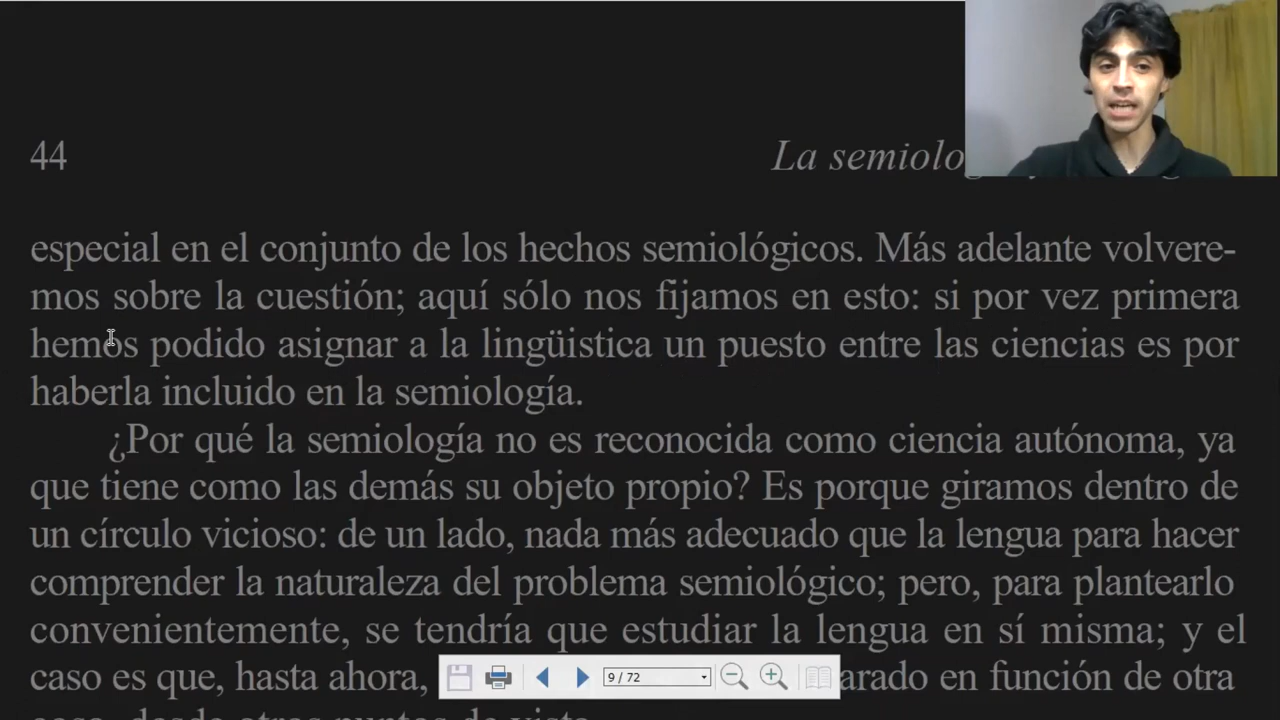 44
La semiolo
especial en el conjunto de los hechos semiológicos. Más adelante volvere-
mos sobre la cuestión; aquí sólo nos fijamos en esto: si por vez primera
hemos podido asignar a la lingüistica un puesto entre las ciencias es por
haberla incluido en la semiología.
¿Por qué la semiología no es reconocida como ciencia autónoma, ya
que tiene como las demás su objeto propio? Es porque giramos dentro de
un círculo vicioso: de un lado, nada más adecuado que la lengua para hacer
comprender la naturaleza del problema semiológico; pero, para plantearlo
convenientemente, se tendría que estudiar la lengua en sí misma; y el
caso es que, hasta ahora, arado en función de otra
9 / 72